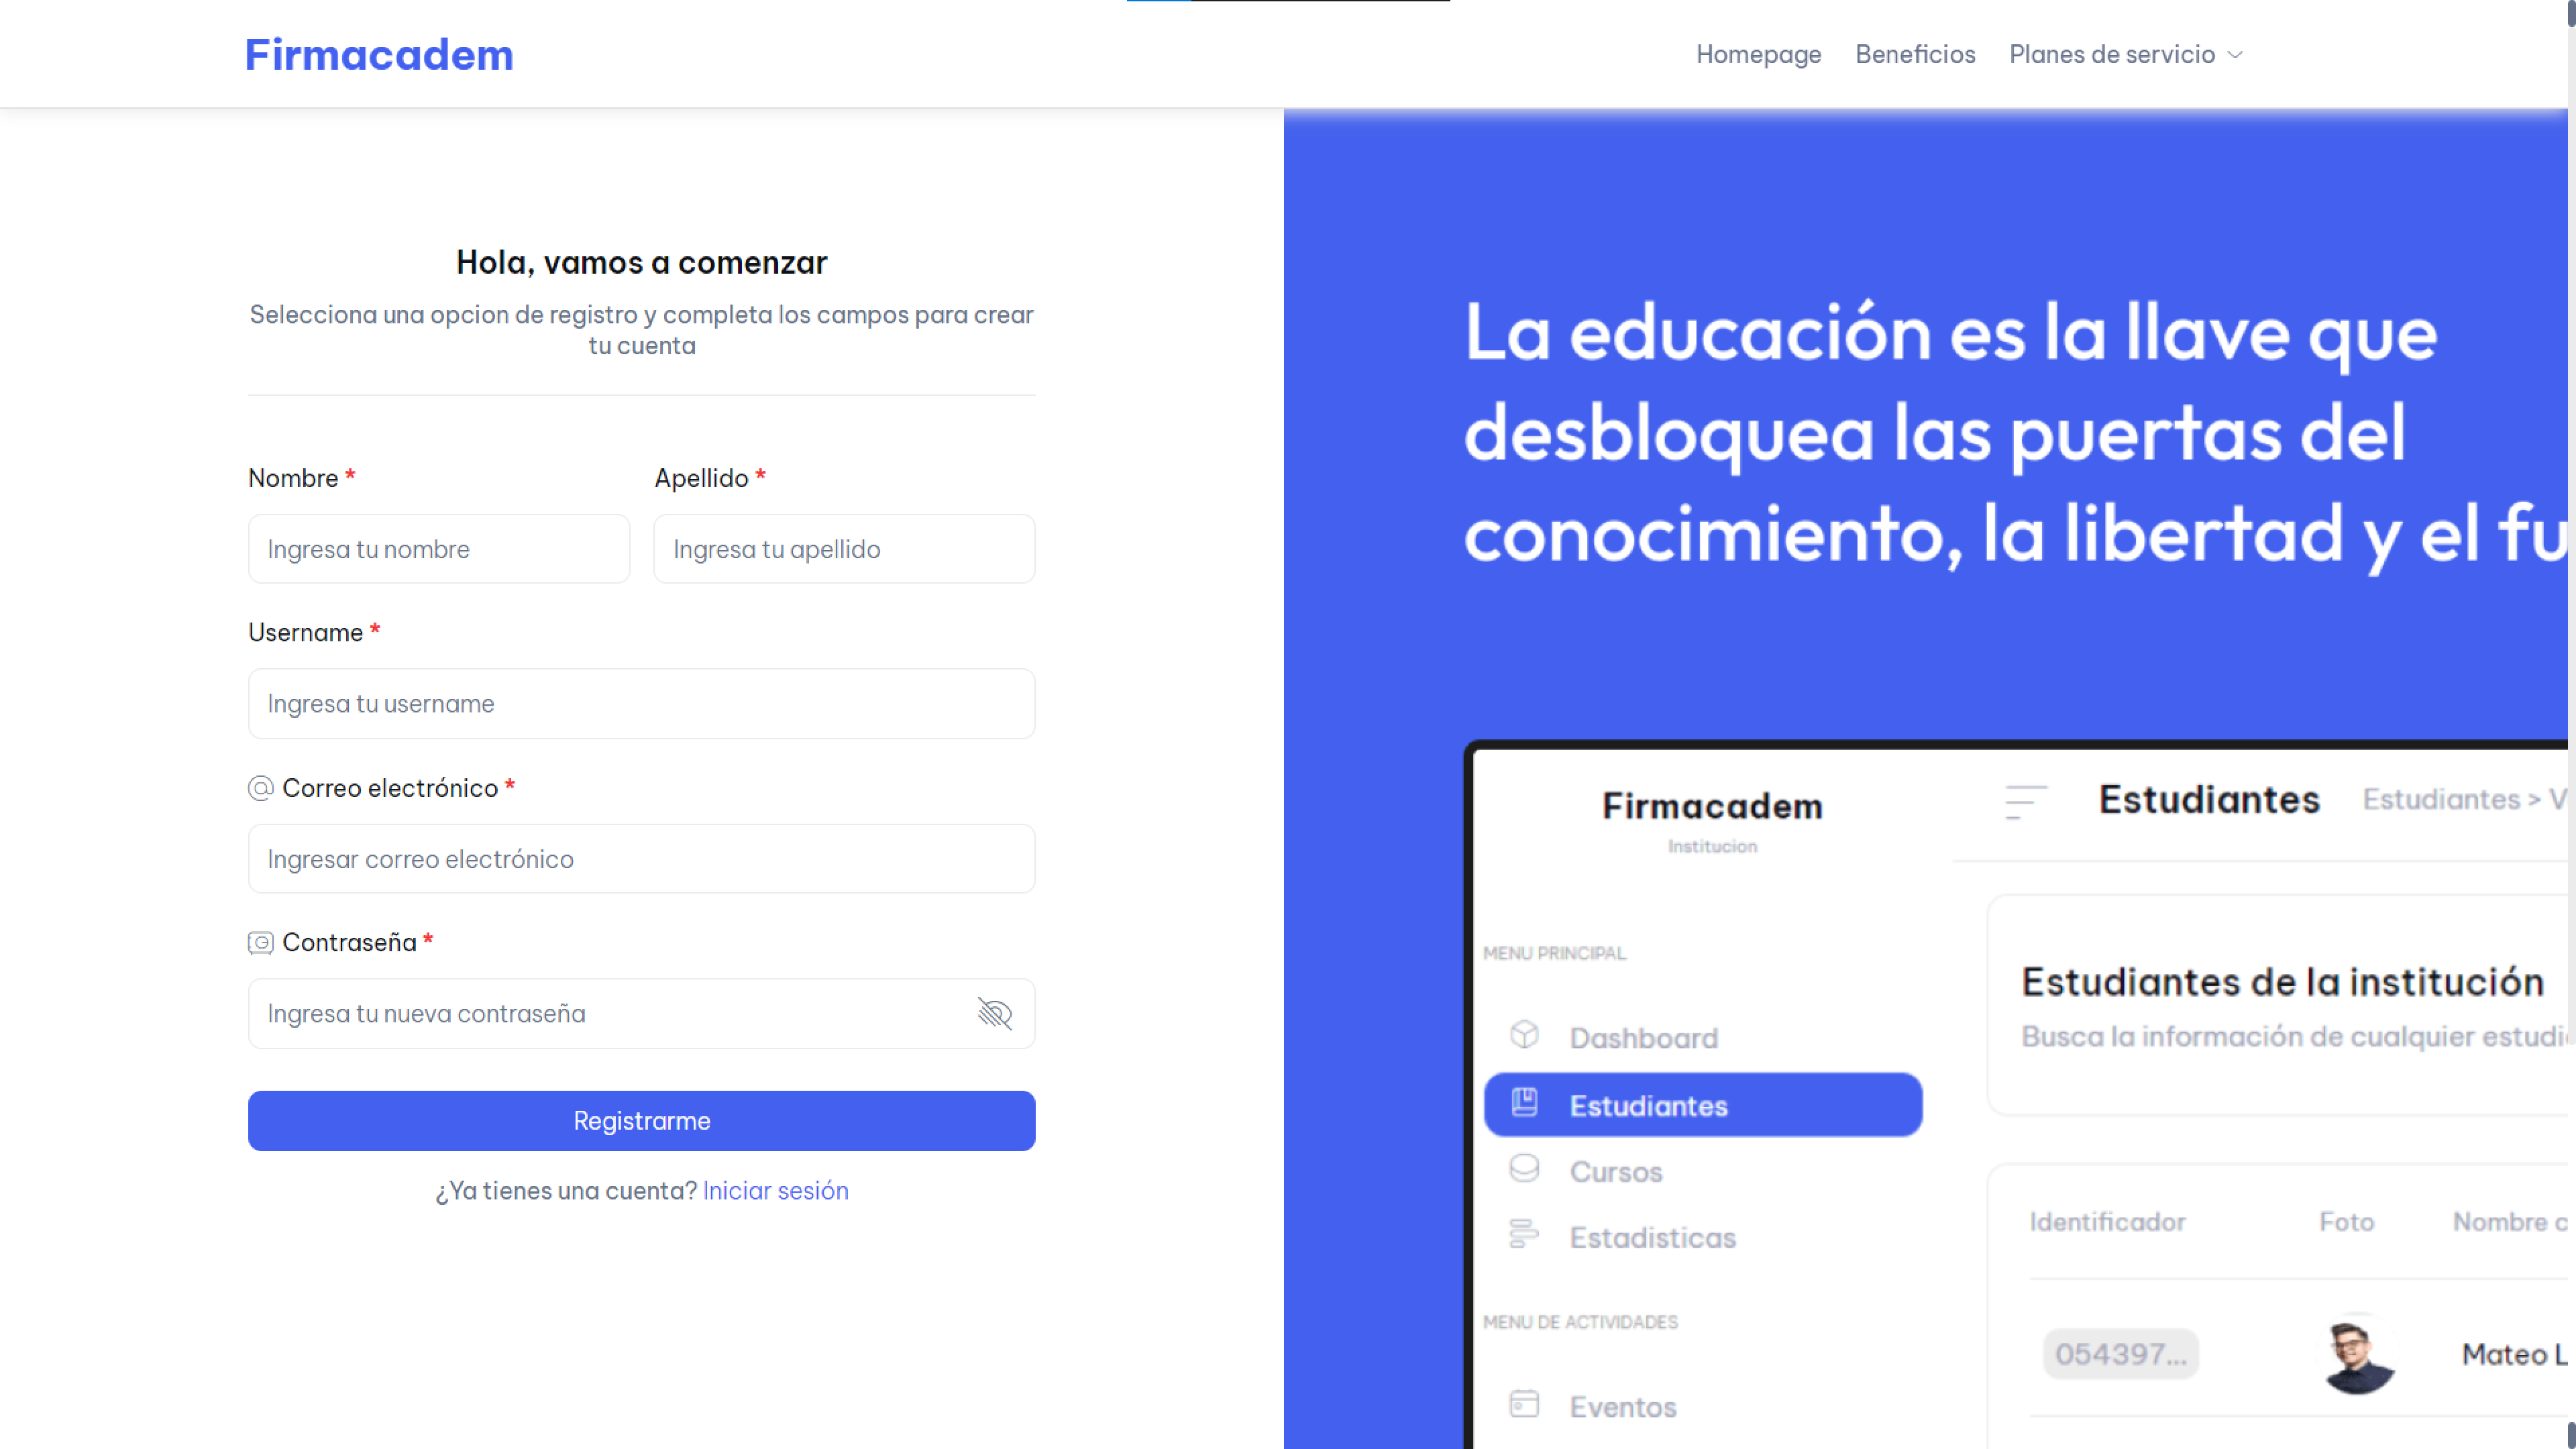 Firmacadem
Homepage Beneficios Planes de servicio
Hola, vamos a comenzar
Selecciona una opcion de registro y completa los campos para crear
tu cuenta
Nombre * Apellido *
Ingresa tu nombre Ingresa tu apellido
Username *
Ingresa tu username
Correo electrónico *
Ingresar correo electrónico
Contraseña *
Ingresa tu nueva contraseña
Registrarme
¿Ya tienes una cuenta? Iniciar sesión
La educación es la llave que
desbloquea las puertas del
conocimiento, la libertad y el fu
Firmacadem
Institucion
MENU PRINCIPAL
Dashboard
Estudiantes
Cursos
Estadisticas
MENU DE ACTIVIDADES
Eventos
Estudiantes Estudiantes > V
Estudiantes de la institución
Busca la información de cualquier estudi
Identificador Foto Nombre c
054397... Mateo L